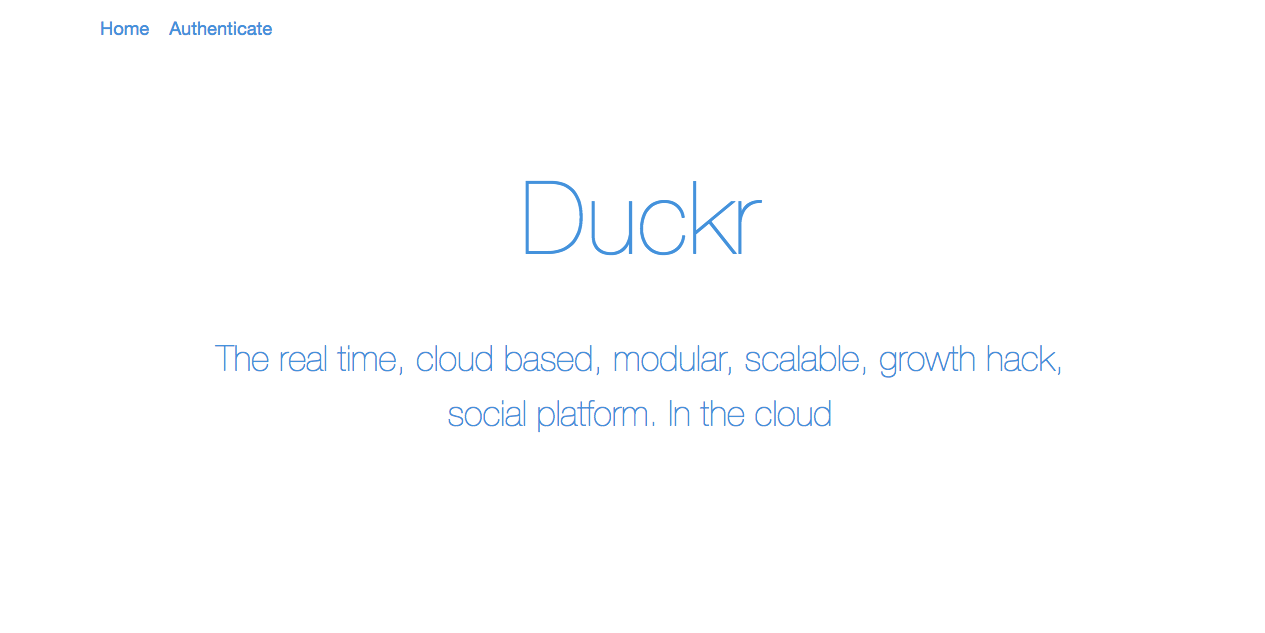 Home Authenticate
Duckr
The real time, cloud based, modular, scalable, growth hack,
social platform. In the cloud